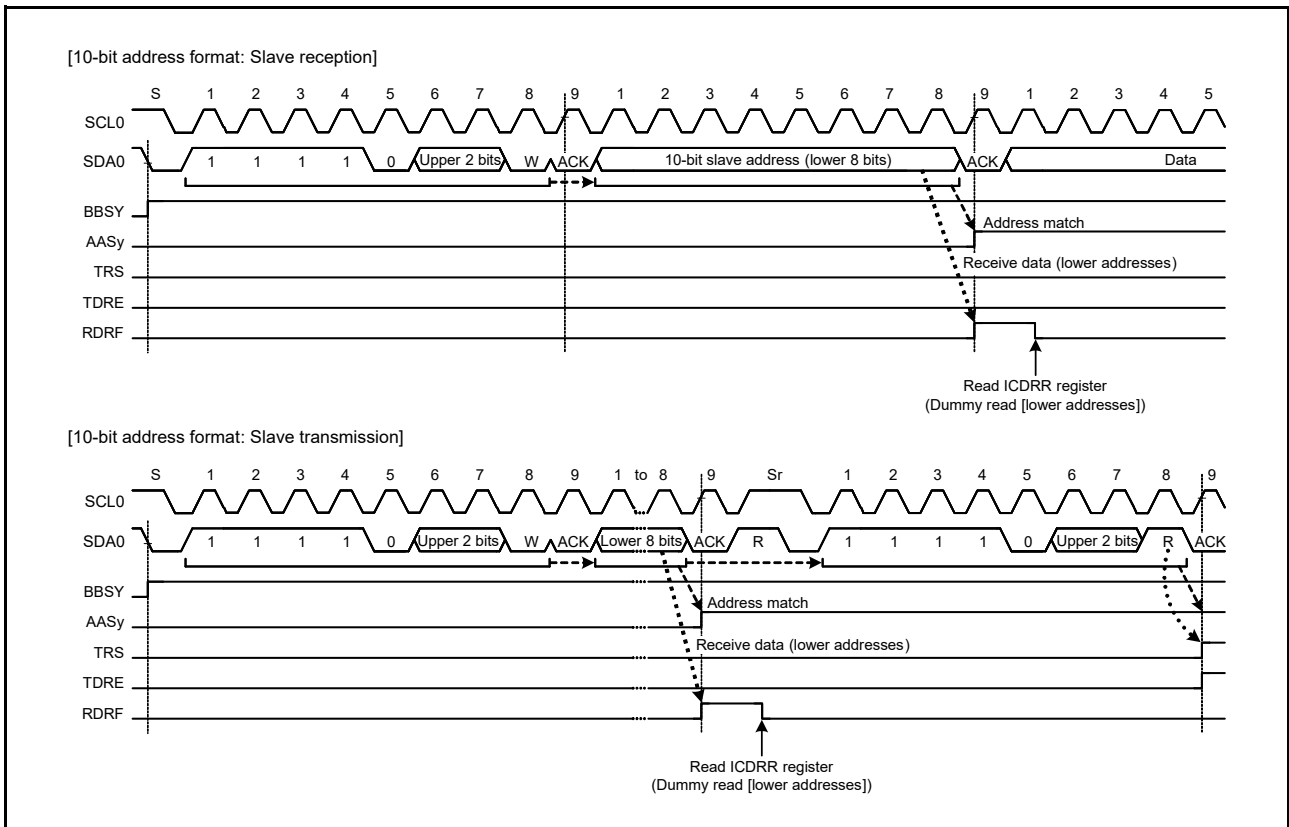 [10-bit address format: Slave reception]
S 1 2 3 4 5 6 7 8 9 1 2 3 4 5 6 7 8 9 1 2 3 4 5
SCL0
SDA0 1 1 1 1 0 Upper 2 bits W ACK 10-bit slave address (lower 8 bits) ACK Data
BBSY
Address match
AASy
Receive data (lower addresses)
TRS
TDRE
RDRF
Read ICDRR register
(Dummy read [lower addresses])
[10-bit address format: Slave transmission]
S 1 2 3 4 5 6 7 8 9 1 to 8 9 Sr 1 2 3 4 5 6 7 8 9
SCL0
SDA0 1 1 1 1 0 Upper 2 bits W ACK Lower 8 bits ACK R 1 1 1 1 0 Upper 2 bits R ACK
BBSY
Address match
AASy
Receive data (lower addresses)
TRS
TDRE
RDRF
Read ICDRR register
(Dummy read [lower addresses])